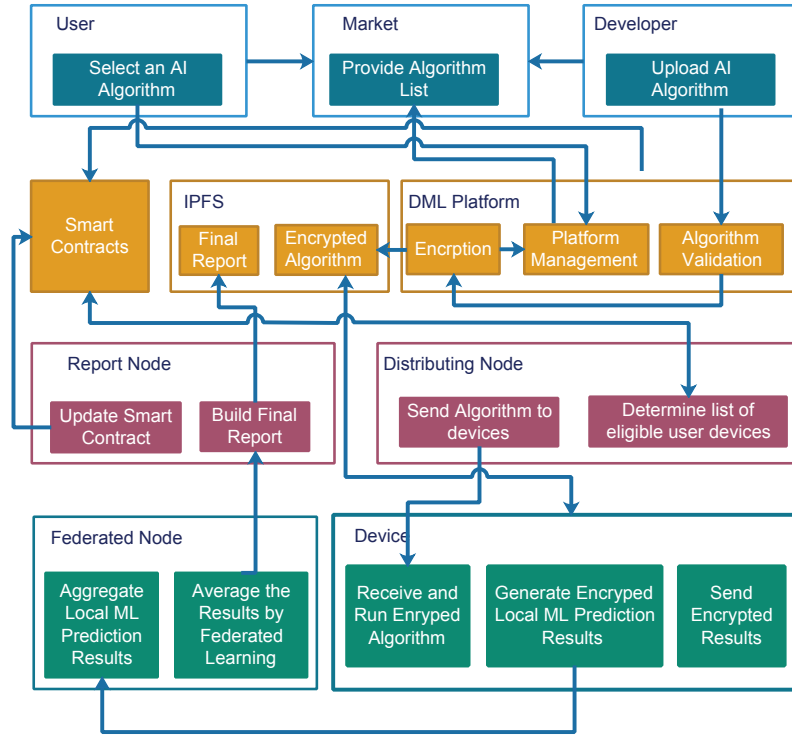 User
Select an AI
Algorithm
Market
Provide Algorithm
List
Developer
Upload AI
Algorithm
Smart
Contracts
IPFS
Final
Report
Encrypted
Algorithm
DML Platform
Encrption
Platform
Management
Algorithm
Validation
Report Node
Update Smart
Contract
Build Final
Report
Distributing Node
Send Algorithm to
devices
Determine list of
eligible user devices
Federated Node
Aggregate
Local ML
Prediction
Results
Average the
Results by
Federated
Learning
Device
Receive and
Run Enryped
Algorithm
Generate Encryped
Local ML Prediction
Results
Send
Encrypted
Results